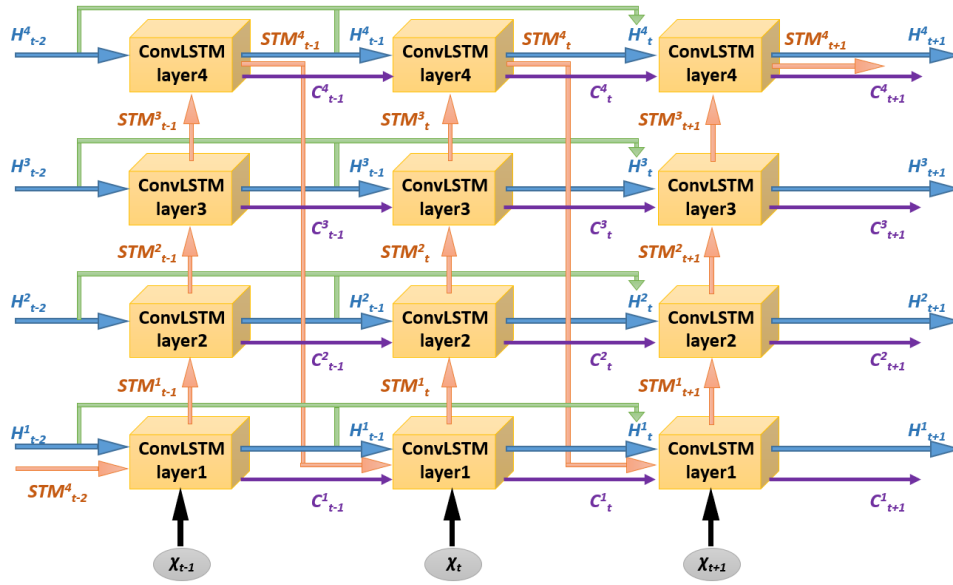 H⁴t-2 ConvLSTM layer4 STM⁴t-1 H⁴t-1 ConvLSTM layer4 STM⁴t H⁴t ConvLSTM layer4 STM⁴t+1 H⁴t+1
C⁴t-1 C⁴t C⁴t+1
STM³t-1 STM³t STM³t+1
H³t-2 ConvLSTM layer3 H³t-1 ConvLSTM layer3 H³t ConvLSTM layer3 H³t+1
C³t-1 C³t C³t+1
STM²t-1 STM²t STM²t+1
H²t-2 ConvLSTM layer2 H²t-1 ConvLSTM layer2 H²t ConvLSTM layer2 H²t+1
C²t-1 C²t C²t+1
STM¹t-1 STM¹t STM¹t+1
H¹t-2 ConvLSTM layer1 H¹t-1 ConvLSTM layer1 H¹t ConvLSTM layer1 H¹t+1
STM⁴t-2 C¹t-1 C¹t C¹t+1
χt-1 χt χt+1